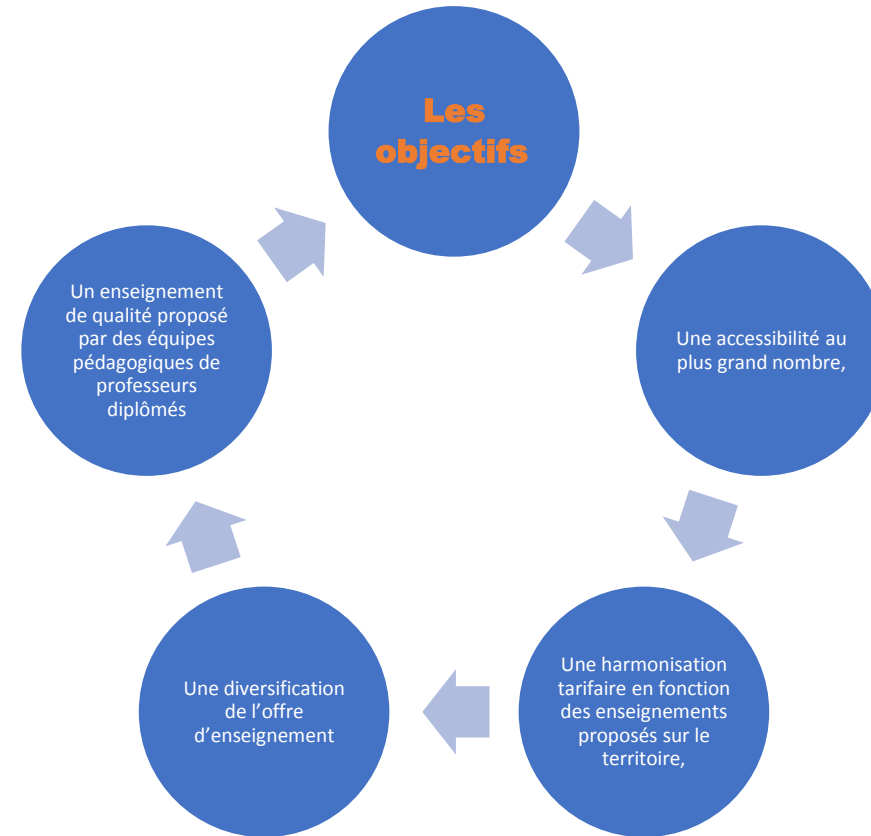 Les
objectifs
Une accessibilité au
plus grand nombre,
Une harmonisation
tarifaire en fonction
des enseignements
proposés sur le
territoire,
Une diversification
de l’offre
d’enseignement
Un enseignement
de qualité proposé
par des équipes
pédagogiques de
professeurs
diplômés